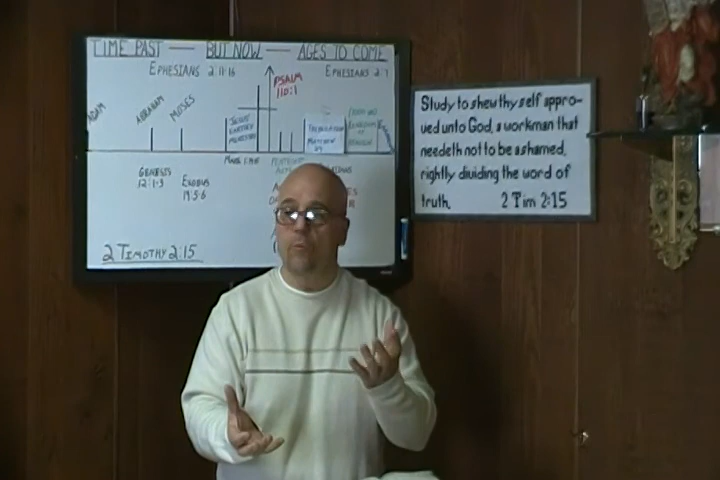 TIME PAST — BUT NOW — AGES TO COME
EPHESIANS 2:11-16
EPHESIANS 2:7
PSALM
110:1
ADAM
ABRAHAM
MOSES
JESUS'
EARTHLY
MINISTRY
MATTHEW
GENESIS
12:1-3
EXODUS
19:5-6
2 TIMOTHY 2:15
Study to shew thy self appro-
ved unto God, a workman that
needeth not to be ashamed,
rightly dividing the word of
truth. 2 Tim 2:15